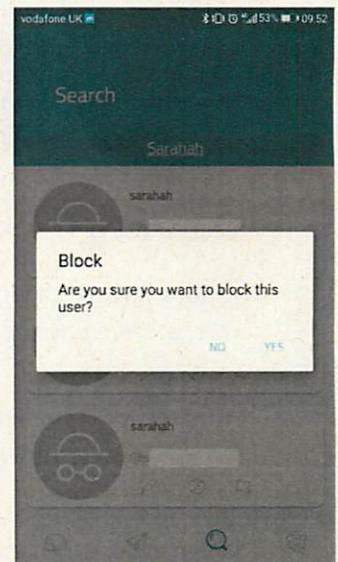 vodafone UK 53% 09:52
Search
Sarahah
sarahah
Block
Are you sure you want to block this
user?
NO YES
sarahah